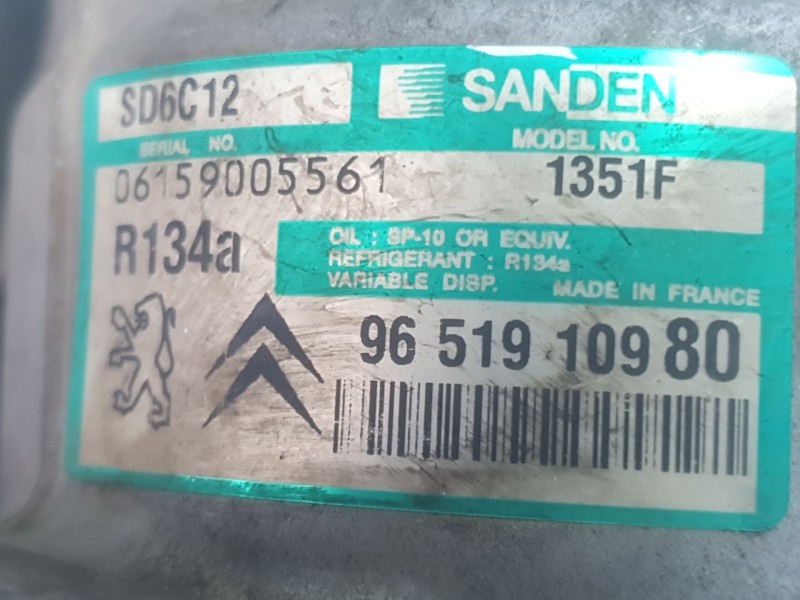 SD6C12
SANDEN
SERIAL NO.
MODEL NO.
06159005561
1351F
R134a
OIL : SP-10 OR EQUIV.
REFRIGERANT : R134a
VARIABLE DISP.
MADE IN FRANCE
96 519 109 80